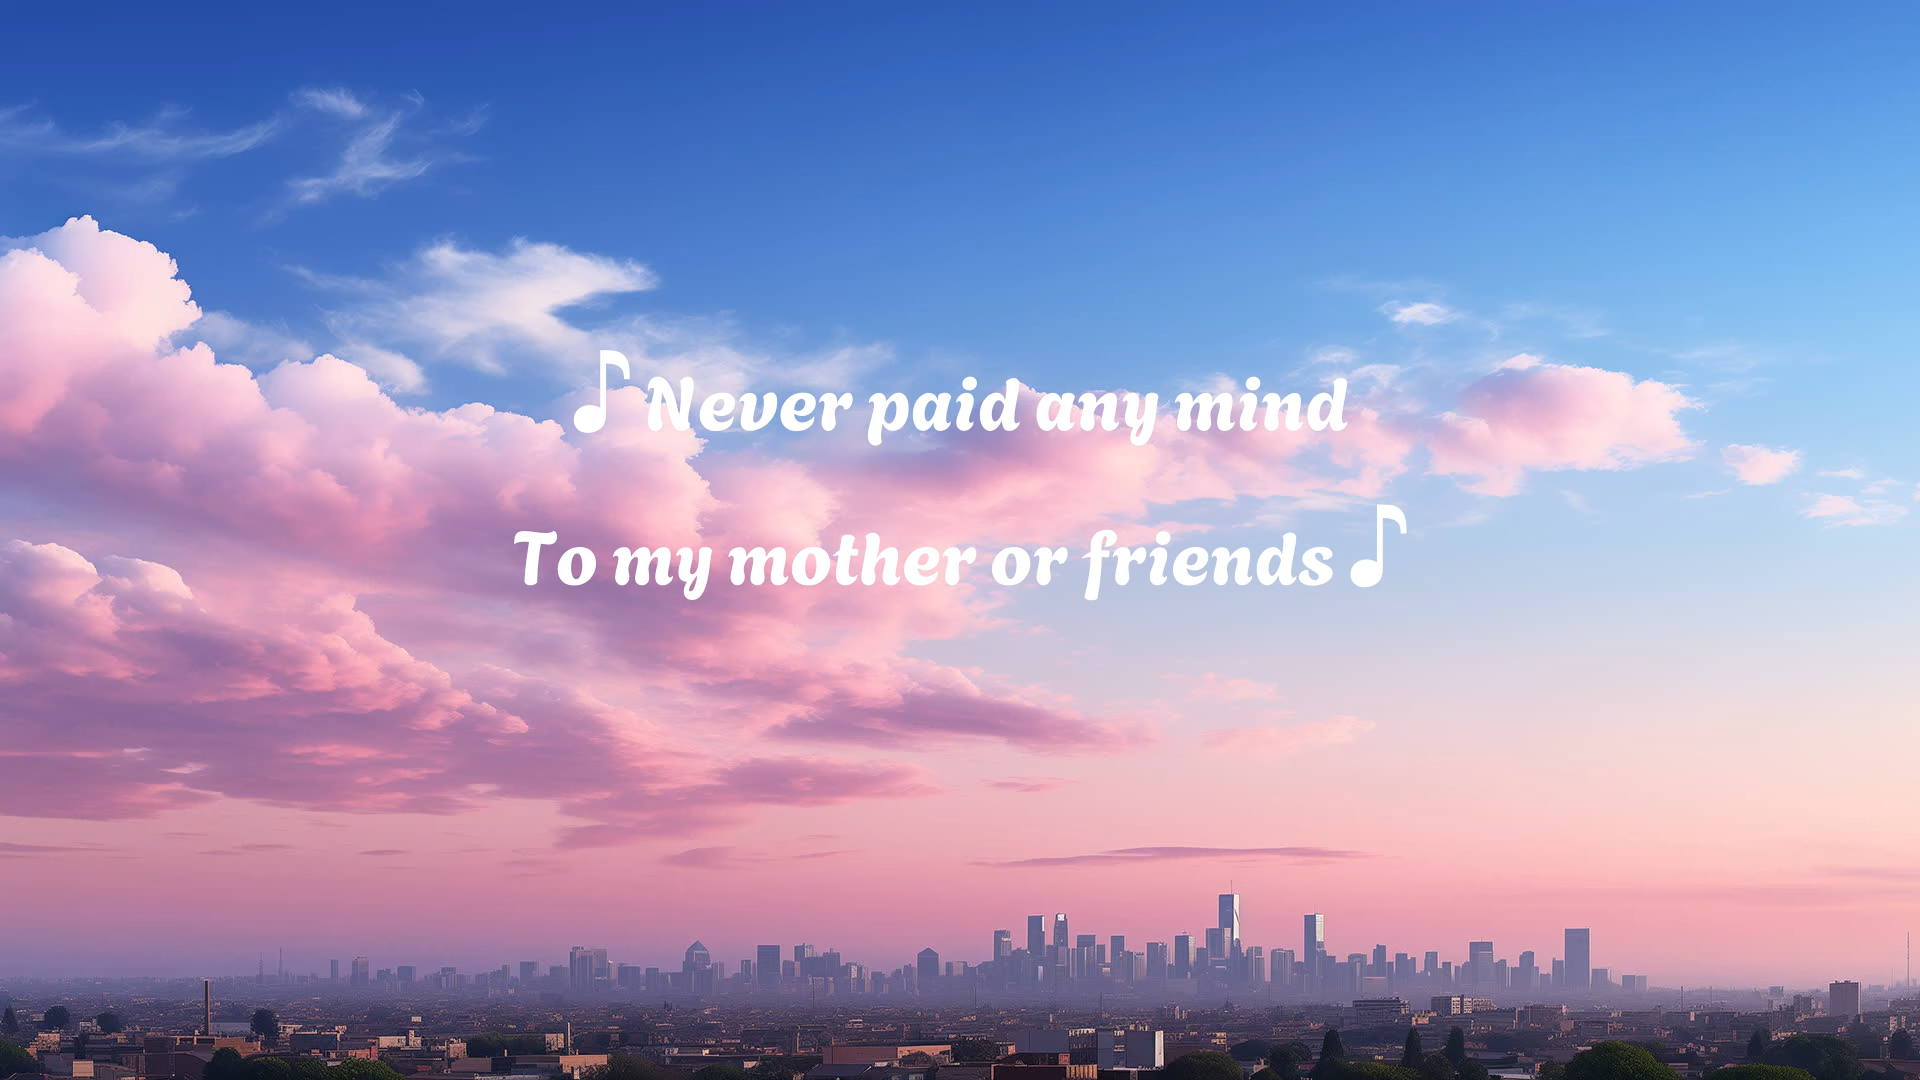 ♪ Never paid any mind
To my mother or friends ♪